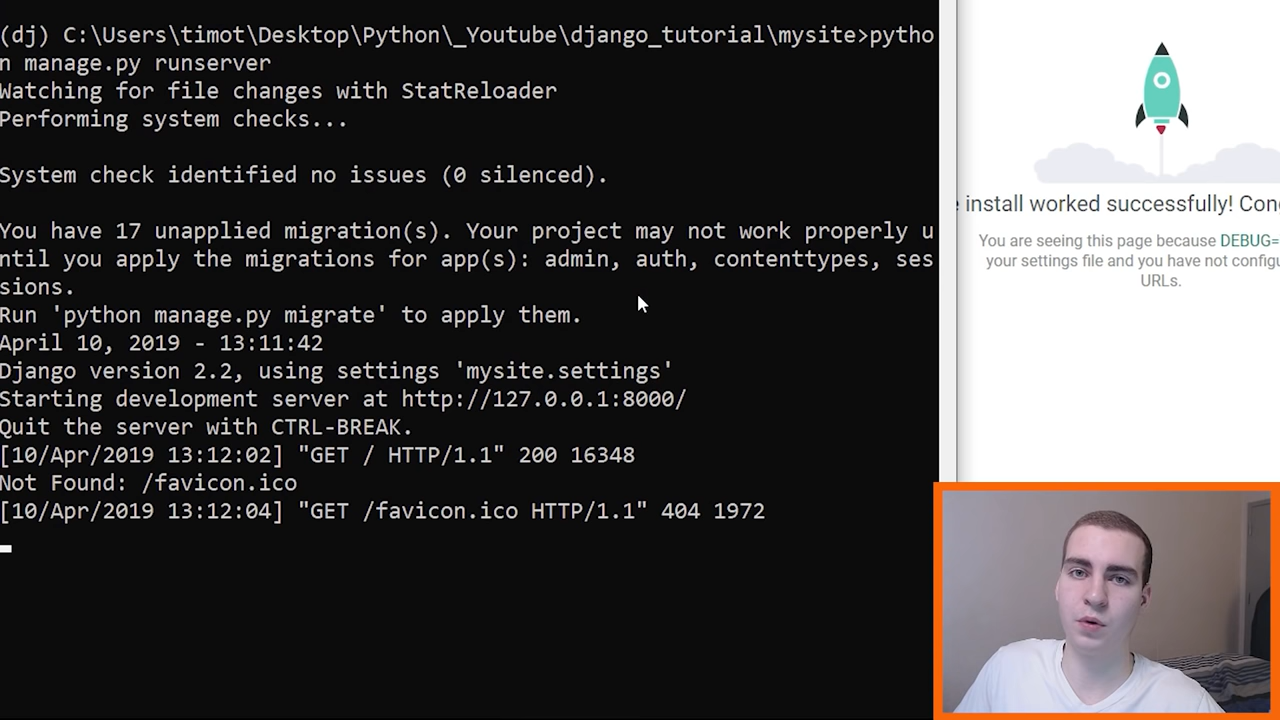 (dj) C:\Users\timot\Desktop\Python\_Youtube\django_tutorial\mysite>pytho
n manage.py runserver
Watching for file changes with StatReloader
Performing system checks...
System check identified no issues (0 silenced).
You have 17 unapplied migration(s). Your project may not work properly u
ntil you apply the migrations for app(s): admin, auth, contenttypes, ses
sions.
Run 'python manage.py migrate' to apply them.
April 10, 2019 - 13:11:42
Django version 2.2, using settings 'mysite.settings'
Starting development server at http://127.0.0.1:8000/
Quit the server with CTRL-BREAK.
[10/Apr/2019 13:12:02] "GET / HTTP/1.1" 200 16348
Not Found: /favicon.ico
[10/Apr/2019 13:12:04] "GET /favicon.ico HTTP/1.1" 404 1972
e install worked successfully! Con
You are seeing this page because DEBUG=
your settings file and you have not configu
URLs.